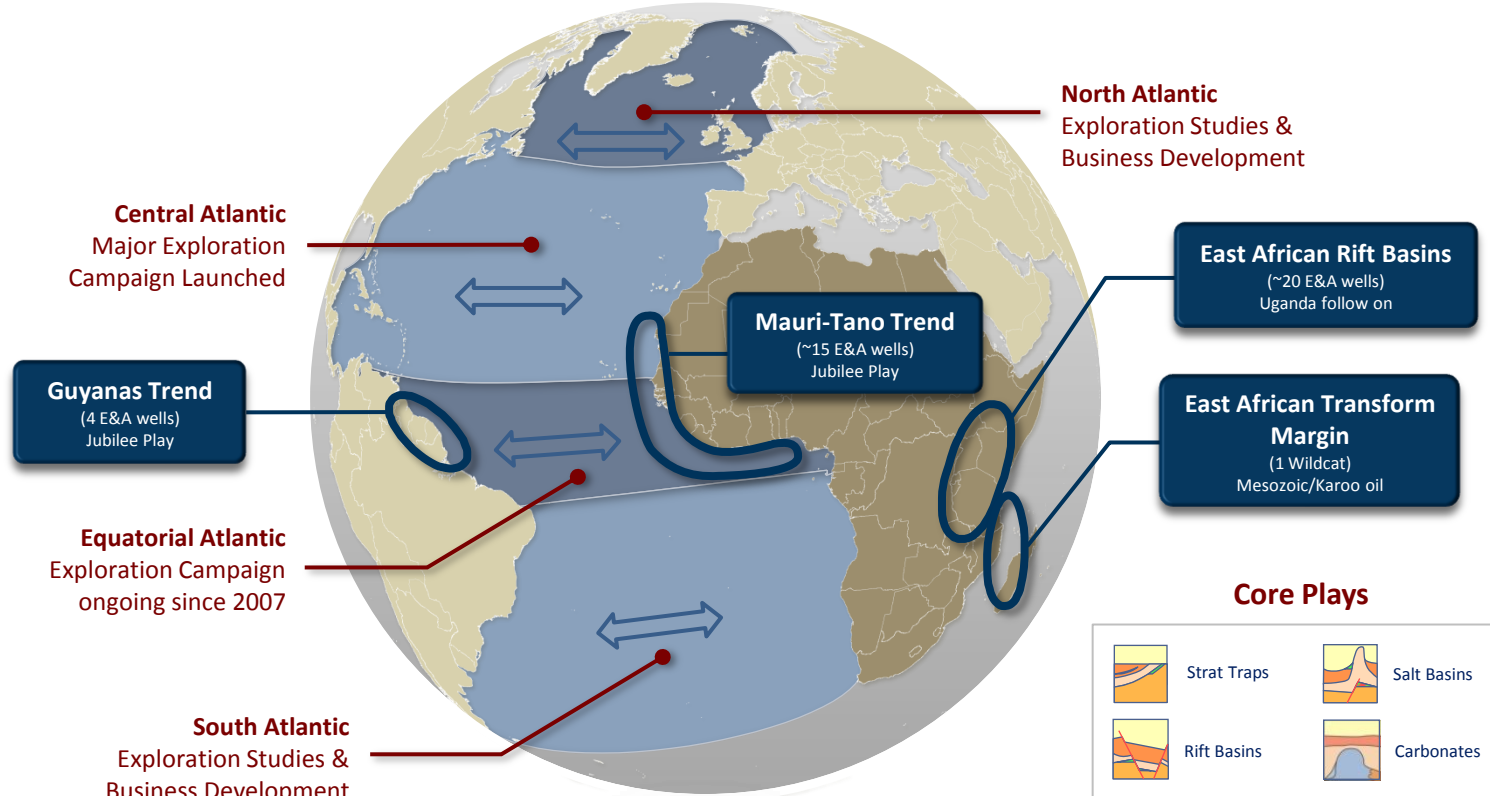 North Atlantic
Exploration Studies &
Business Development
Central Atlantic
Major Exploration
Campaign Launched
East African Rift Basins
(~20 E&A wells)
Uganda follow on
Mauri-Tano Trend
(~15 E&A wells)
Jubilee Play
Guyanas Trend
(4 E&A wells)
Jubilee Play
East African Transform
Margin
(1 Wildcat)
Mesozoic/Karoo oil
Equatorial Atlantic
Exploration Campaign
ongoing since 2007
South Atlantic
Exploration Studies &
Business Development
Core Plays
Strat Traps
Salt Basins
Rift Basins
Carbonates